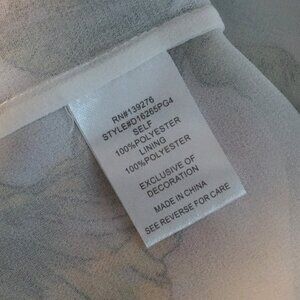 RN#139276
STYLE#D16265PG4
SELF
100%POLYESTER
LINING
100%POLYESTER
EXCLUSIVE OF
DECORATION
MADE IN CHINA
SEE REVERSE FOR CARE